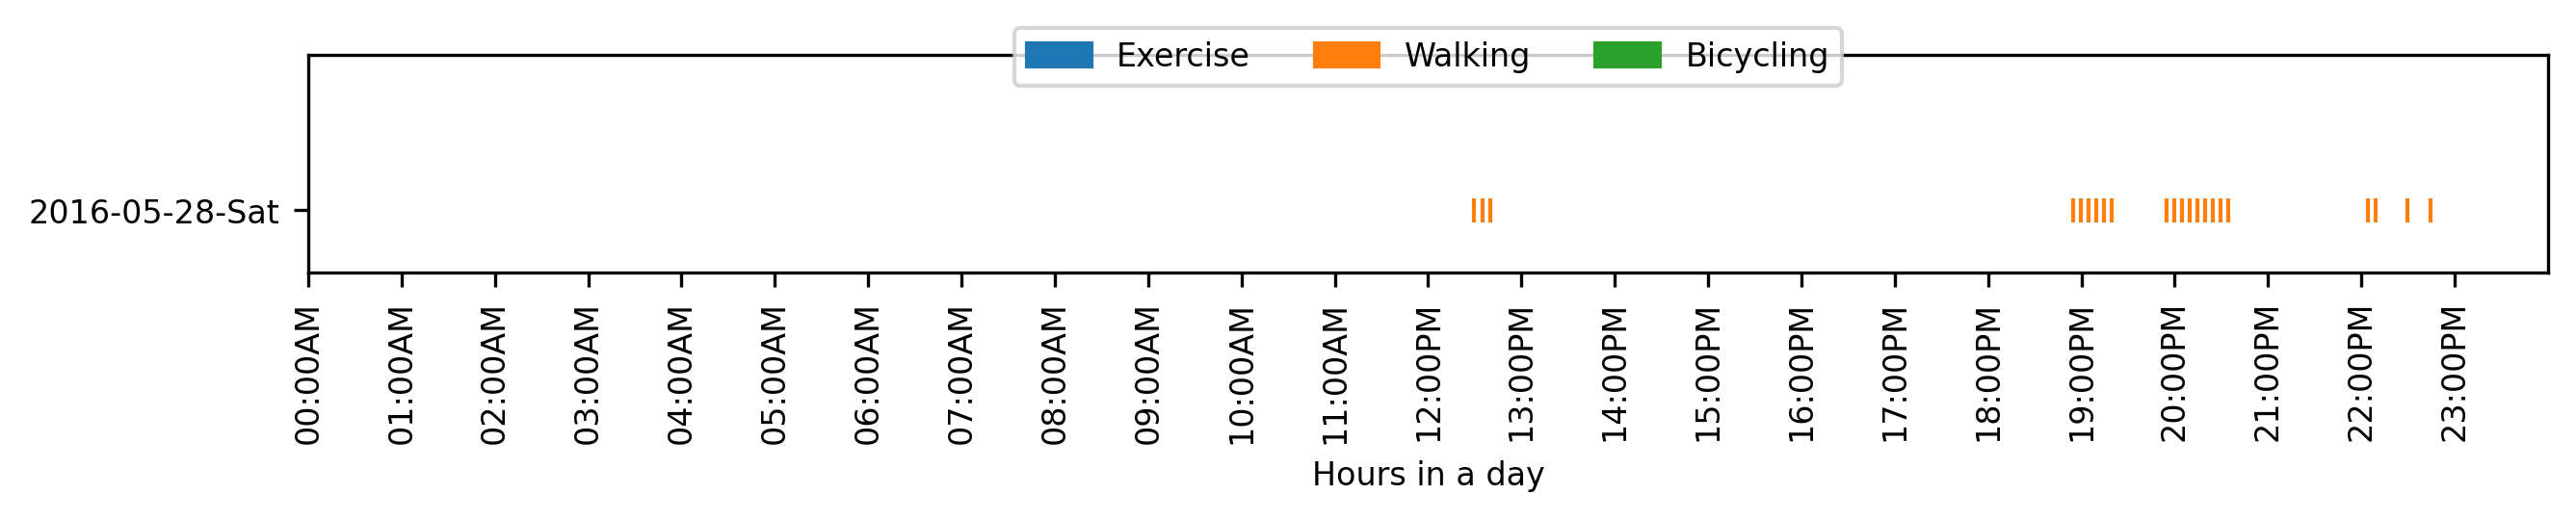 Exercise Walking Bicycling
2016-05-28-Sat
00:00AM 01:00AM 02:00AM 03:00AM 04:00AM 05:00AM 06:00AM 07:00AM 08:00AM 09:00AM 10:00AM 11:00AM 12:00PM 13:00PM 14:00PM 15:00PM 16:00PM 17:00PM 18:00PM 19:00PM 20:00PM 21:00PM 22:00PM 23:00PM
Hours in a day